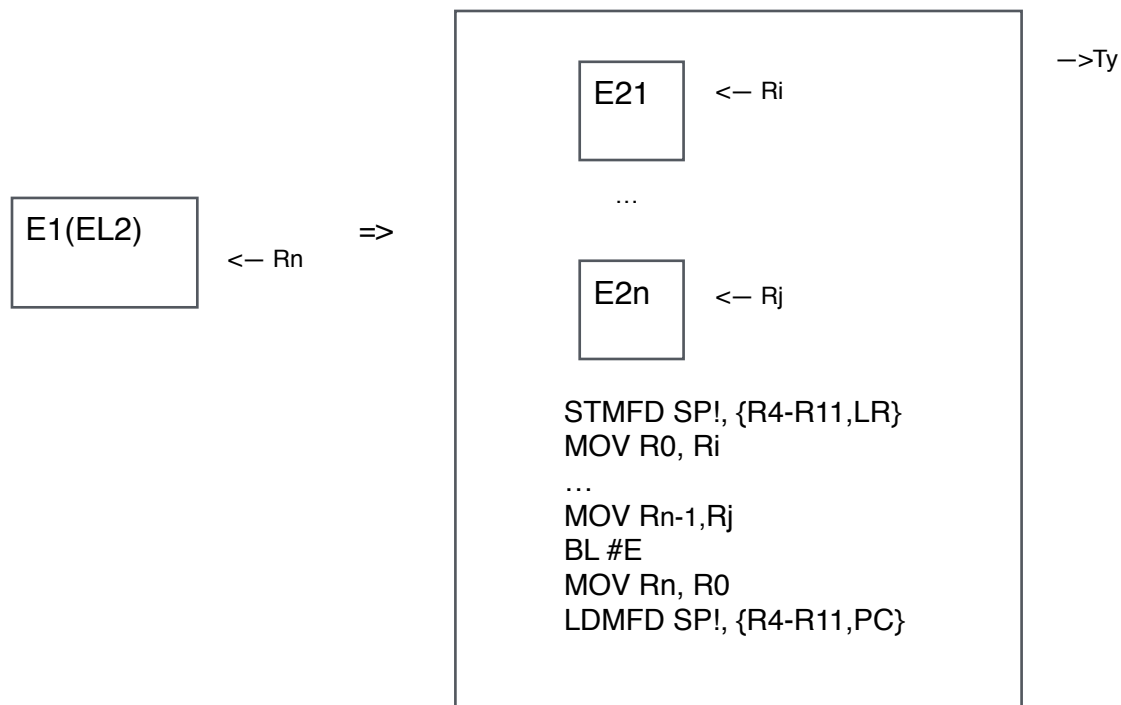 —>Ty
E21
<— Ri
…
E1(EL2)
<— Rn
=>
E2n
<— Rj
STMFD SP!, {R4-R11,LR}
MOV R0, Ri
…
MOV Rn-1,Rj
BL #E
MOV Rn, R0
LDMFD SP!, {R4-R11,PC}